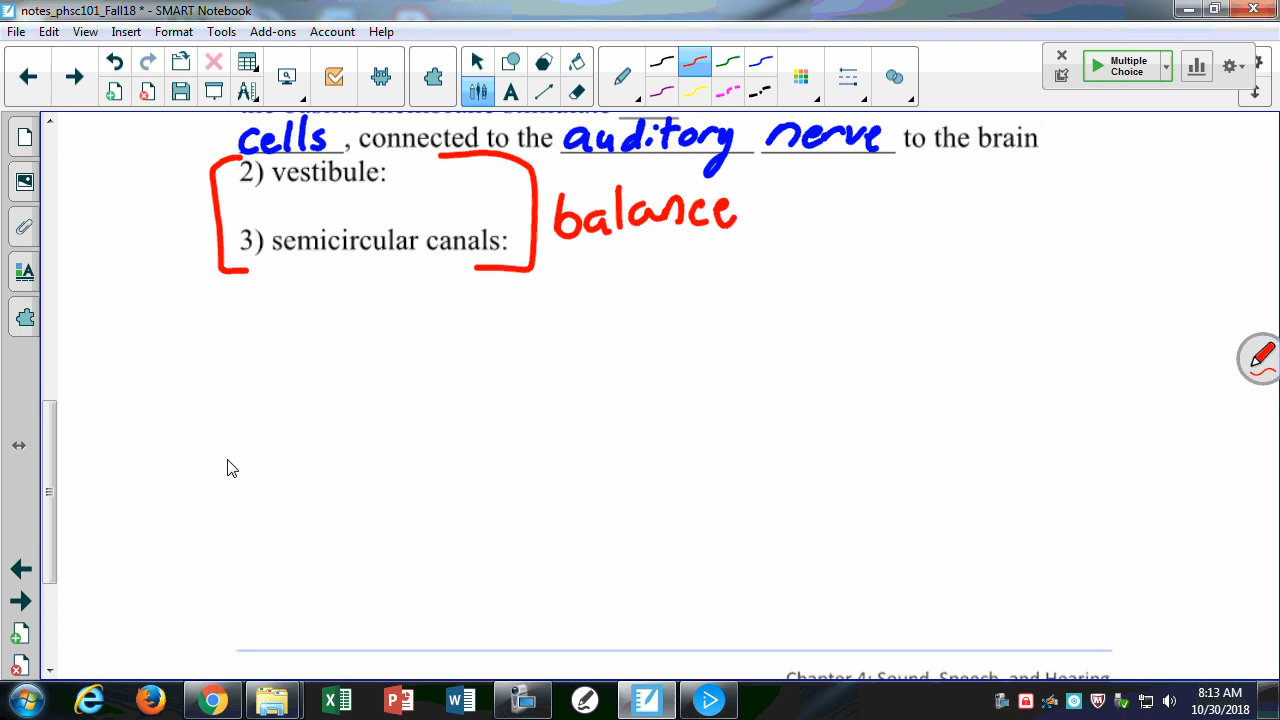 notes_phsc101_Fall18 * - SMART Notebook
File Edit View Insert Format Tools Add-ons Account Help
Multiple
Choice
cells, connected to the auditory nerve to the brain
2) vestibule:
balance
3) semicircular canals:
Chapter 4: Sound, Speech, and Hearing
8:13 AM
10/30/2018